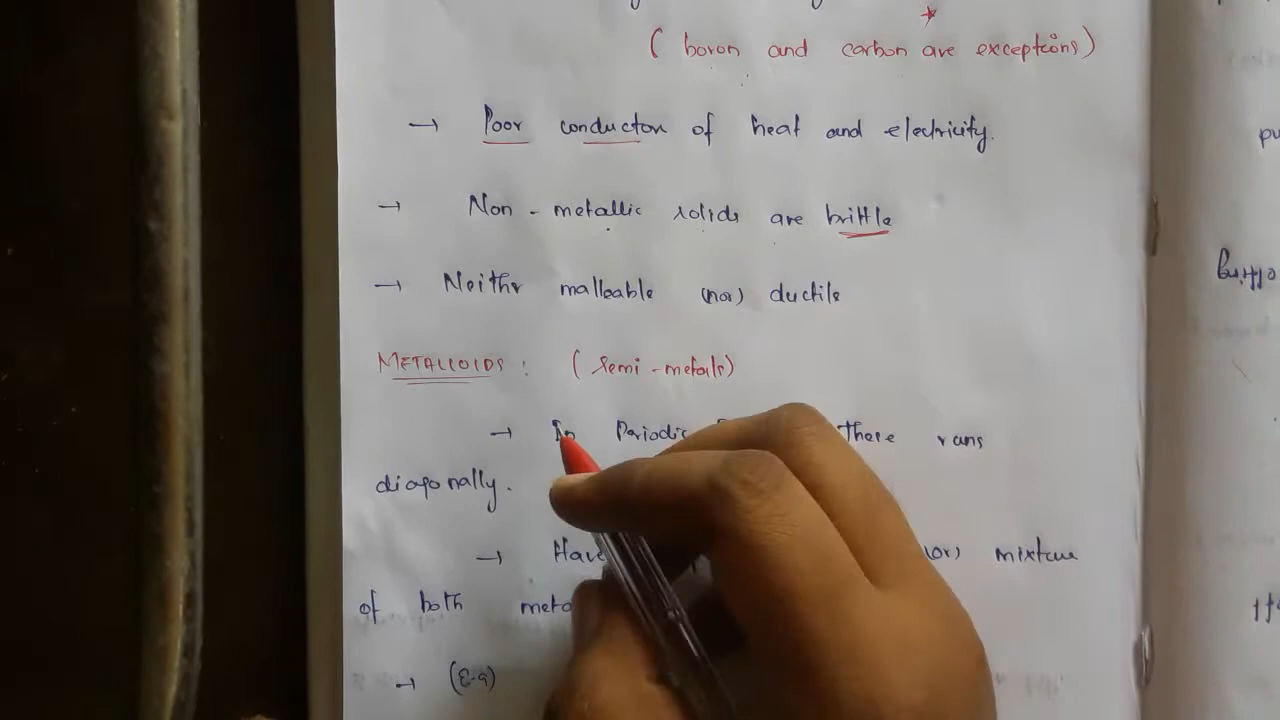 ( boron and carbon are exceptions)
→ Poor conductor of heat and electricity.
→ Non - metallic solids are brittle
→ Neither malleable (nor) ductile
METALLOIDS : ( Semi - metals)
→ In Periodic these runs
diagonally.
→ Have (or) mixture
of both
→ (E.g)